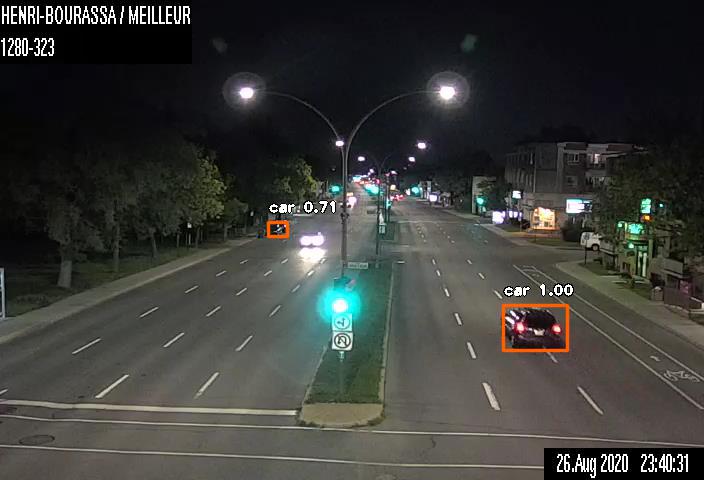 HENRI-BOURASSA / MEILLEUR
1280-323
car 0.71
car 1.00
26.Aug 2020 23:40:31